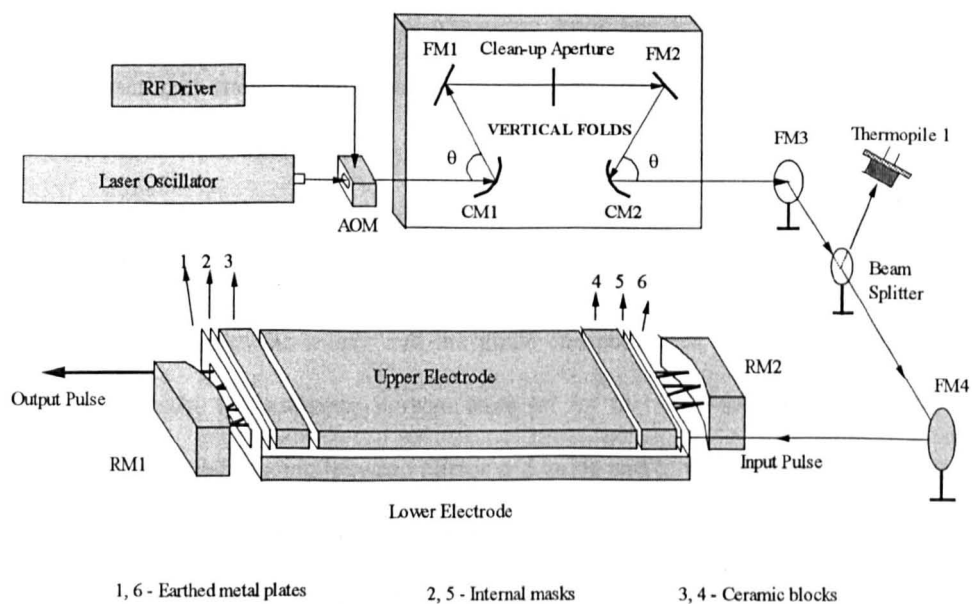 FM1
Clean-up Aperture
FM2
RF Driver
VERTICAL FOLDS
FM3
Thermopile 1
θ
θ
Laser Oscillator
AOM
CM1
CM2
Beam
Splitter
1
2
3
4
5
6
Upper Electrode
RM2
Output Pulse
FM4
RM1
Input Pulse
Lower Electrode
1, 6 - Earthed metal plates
2, 5 - Internal masks
3, 4 - Ceramic blocks